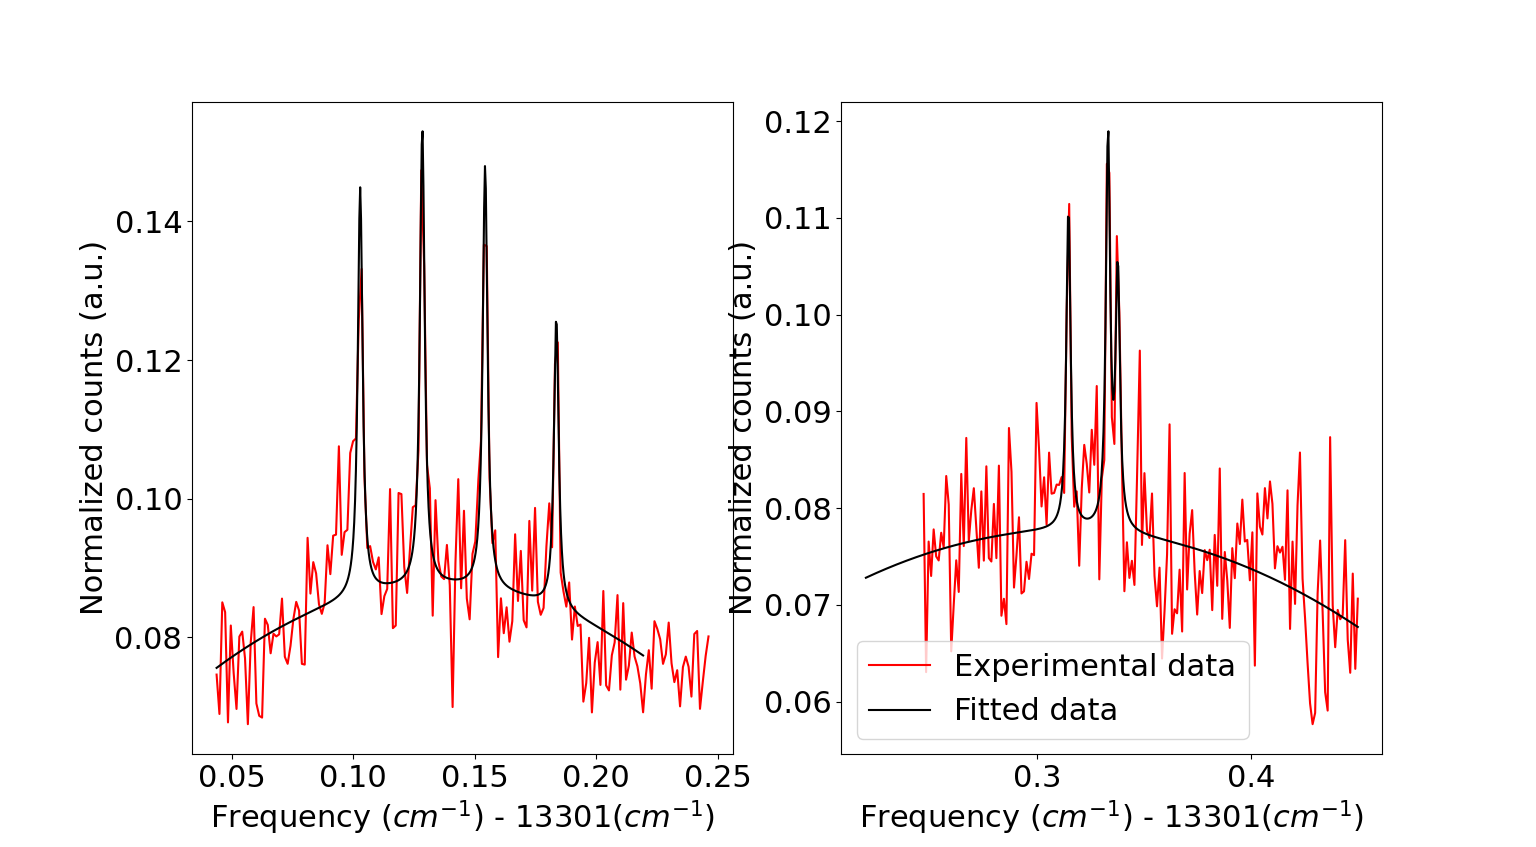 Normalized counts (a.u.)
0.14
0.12
0.10
0.08
0.05 0.10 0.15 0.20 0.25
Frequency (cm⁻¹) - 13301(cm⁻¹)
Normalized counts (a.u.)
0.12
0.11
0.10
0.09
0.08
0.07
0.06
Experimental data
Fitted data
0.3 0.4
Frequency (cm⁻¹) - 13301(cm⁻¹)